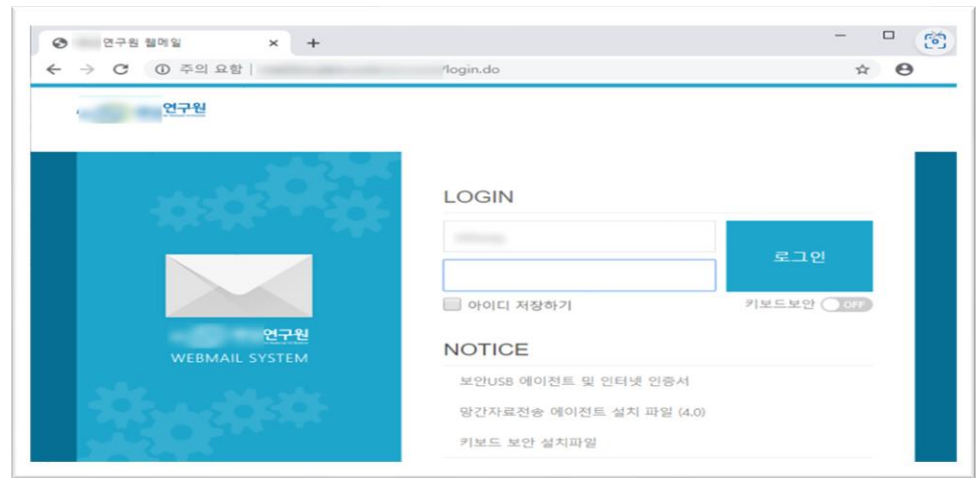 연구원 웹메일
주의 요함
login.do
연구원
LOGIN
로그인
아이디 저장하기
키보드보안 OFF
연구원
WEBMAIL SYSTEM
NOTICE
보안USB 에이전트 및 인터넷 인증서
망간자료전송 에이전트 설치 파일 (4.0)
키보드 보안 설치파일